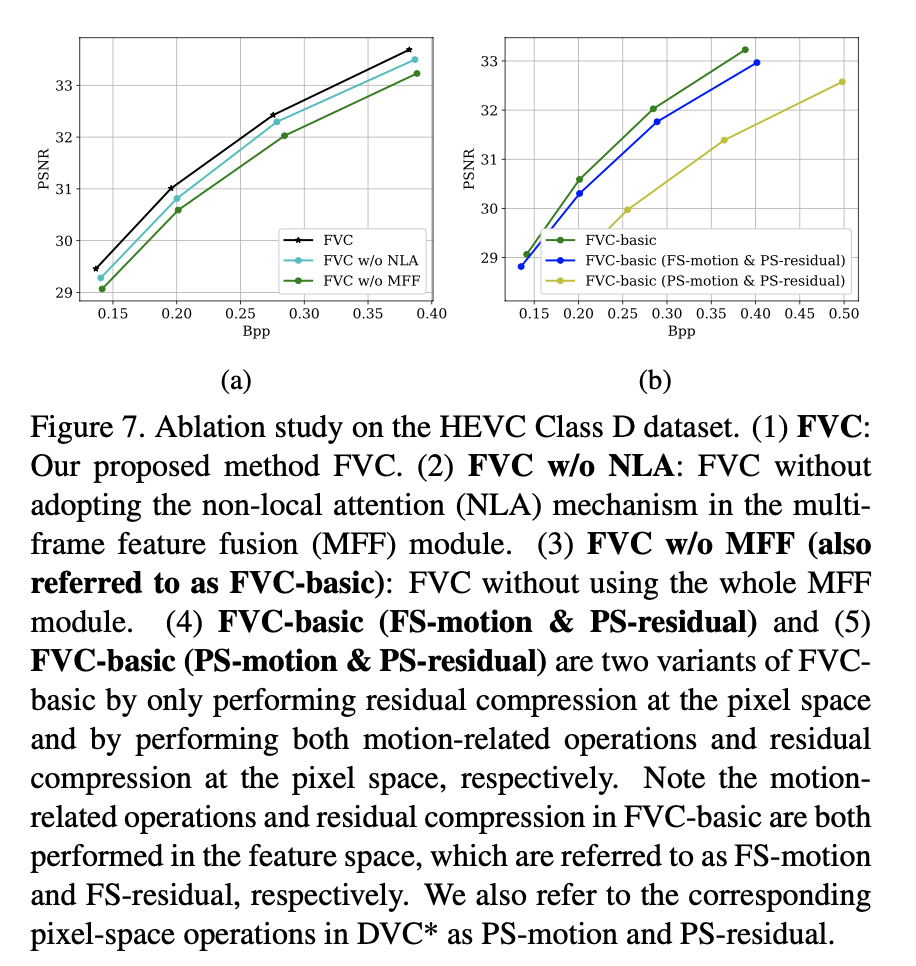 33
32
31
30
29
PSNR
0.15 0.20 0.25 0.30 0.35 0.40
Bpp
FVC
FVC w/o NLA
FVC w/o MFF
(a)
33
32
31
30
29
PSNR
0.15 0.20 0.25 0.30 0.35 0.40 0.45 0.50
Bpp
FVC-basic
FVC-basic (FS-motion & PS-residual)
FVC-basic (PS-motion & PS-residual)
(b)
Figure 7. Ablation study on the HEVC Class D dataset. (1) FVC:
Our proposed method FVC. (2) FVC w/o NLA: FVC without
adopting the non-local attention (NLA) mechanism in the multi-
frame feature fusion (MFF) module. (3) FVC w/o MFF (also
referred to as FVC-basic): FVC without using the whole MFF
module. (4) FVC-basic (FS-motion & PS-residual) and (5)
FVC-basic (PS-motion & PS-residual) are two variants of FVC-
basic by only performing residual compression at the pixel space
and by performing both motion-related operations and residual
compression at the pixel space, respectively. Note the motion-
related operations and residual compression in FVC-basic are both
performed in the feature space, which are referred to as FS-motion
and FS-residual, respectively. We also refer to the corresponding
pixel-space operations in DVC* as PS-motion and PS-residual.